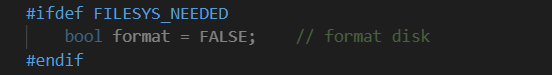 #ifdef FILESYS_NEEDED
    bool format = FALSE;    // format disk
#endif